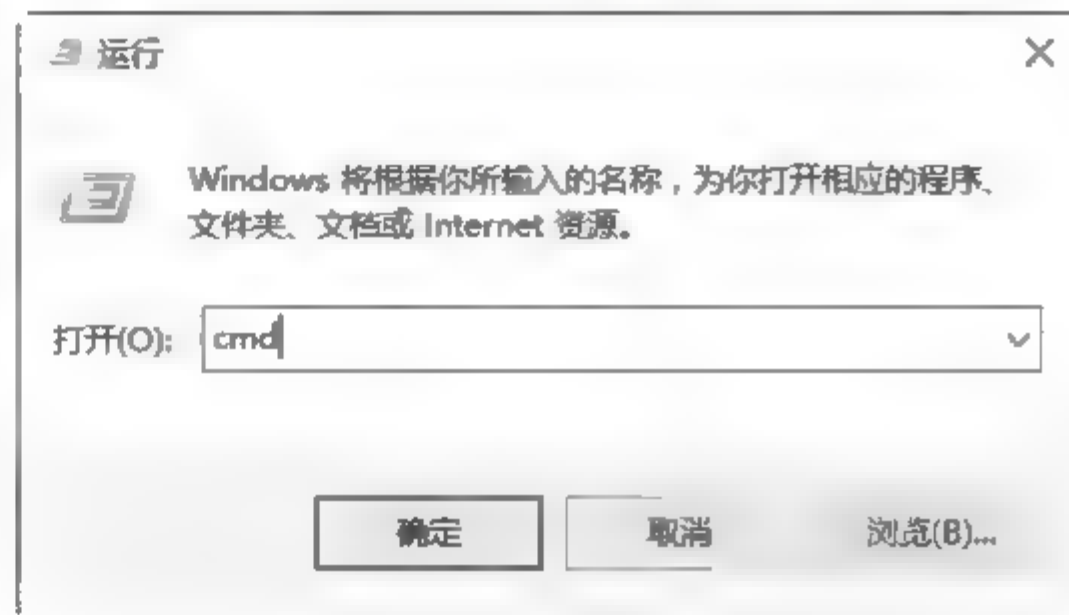 运行
Windows 将根据你所输入的名称，为你打开相应的程序、
文件夹、文档或 Internet 资源。
打开(O): cmd
确定 取消 浏览(B)...